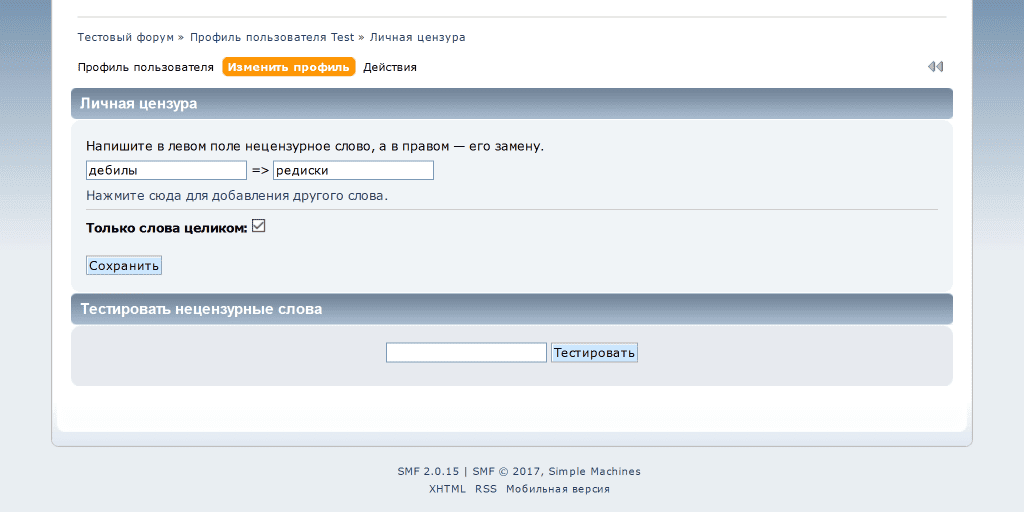 Тестовый форум » Профиль пользователя Test » Личная цензура
Профиль пользователя Изменить профиль Действия
Личная цензура
Напишите в левом поле нецензурное слово, а в правом — его замену.
дебилы => редиски
Нажмите сюда для добавления другого слова.
Только слова целиком:
Сохранить
Тестировать нецензурные слова
Тестировать
SMF 2.0.15 | SMF © 2017, Simple Machines
XHTML RSS Мобильная версия